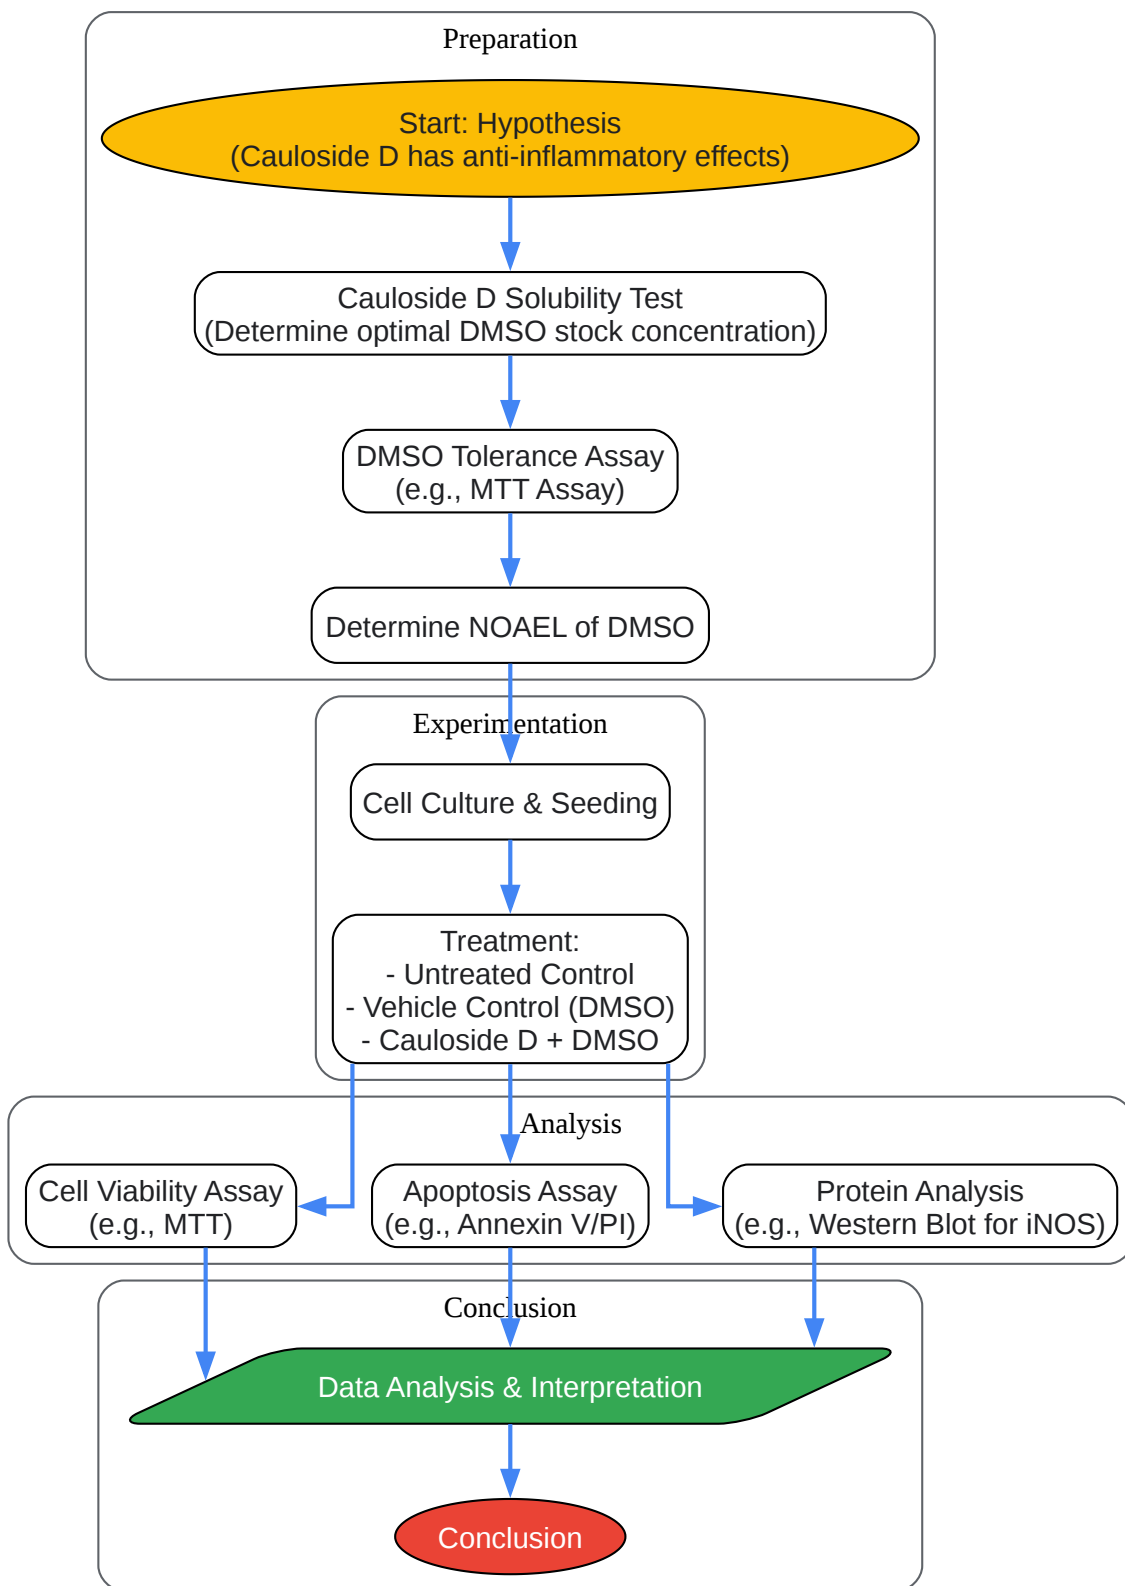 Preparation
Start: Hypothesis
(Cauloside D has anti-inflammatory effects)
Cauloside D Solubility Test
(Determine optimal DMSO stock concentration)
DMSO Tolerance Assay
(e.g., MTT Assay)
Determine NOAEL of DMSO
Experimentation
Cell Culture & Seeding
Treatment:
- Untreated Control
- Vehicle Control (DMSO)
- Cauloside D + DMSO
Analysis
Cell Viability Assay
(e.g., MTT)
Apoptosis Assay
(e.g., Annexin V/PI)
Protein Analysis
(e.g., Western Blot for iNOS)
Conclusion
Data Analysis & Interpretation
Conclusion